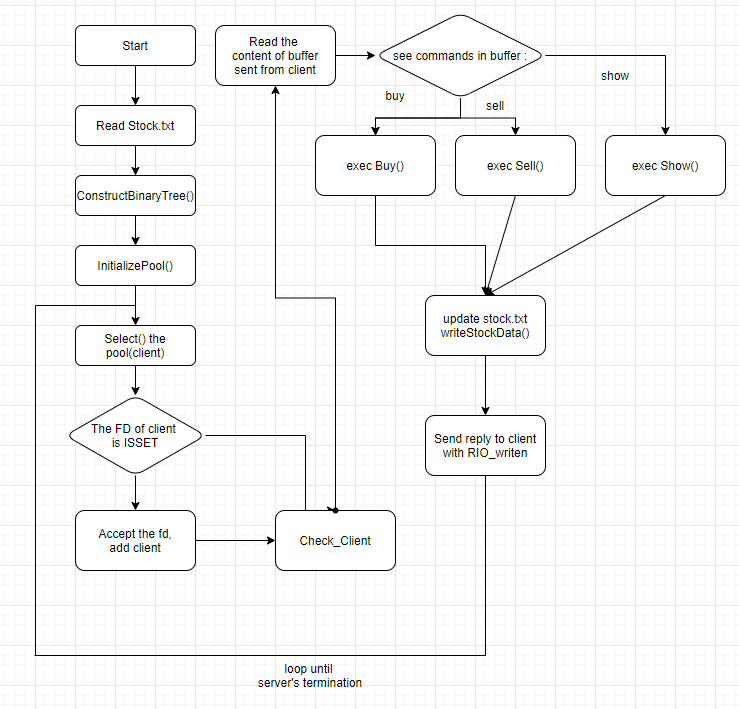 Start
Read Stock.txt
ConstructBinaryTree()
InitializePool()
Select() the
pool(client)
The FD of client
is ISSET
Accept the fd,
add client
Check_Client
Read the
content of buffer
sent from client
see commands in buffer :
buy
sell
show
exec Buy()
exec Sell()
exec Show()
update stock.txt
writeStockData()
Send reply to client
with RIO_writen
loop until
server's termination